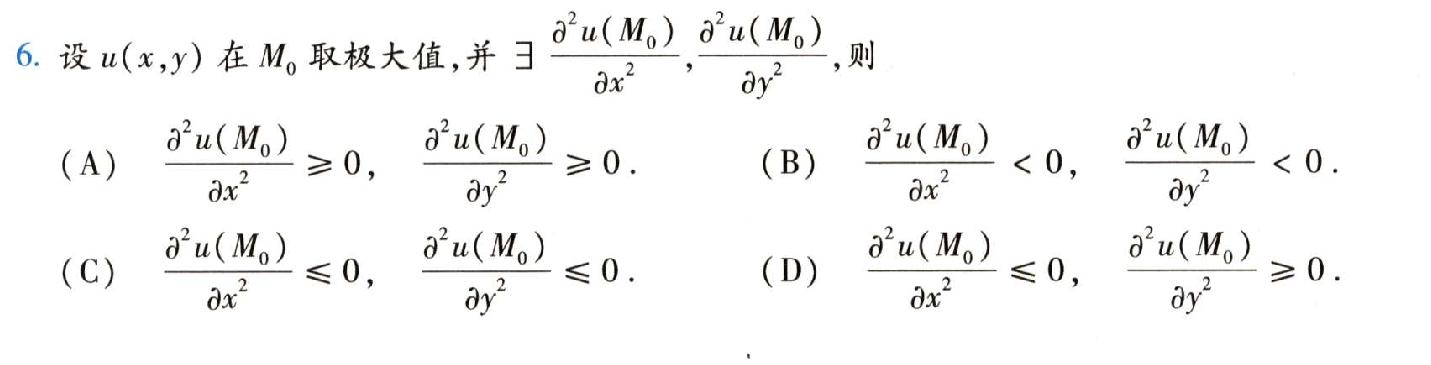 6. 设 u(x,y) 在 M₀ 取极大值,并 ∃ ∂²u(M₀)/∂x², ∂²u(M₀)/∂y², 则
(A) ∂²u(M₀)/∂x² ≥ 0, ∂²u(M₀)/∂y² ≥ 0. (B) ∂²u(M₀)/∂x² < 0, ∂²u(M₀)/∂y² < 0.
(C) ∂²u(M₀)/∂x² ≤ 0, ∂²u(M₀)/∂y² ≤ 0. (D) ∂²u(M₀)/∂x² ≤ 0, ∂²u(M₀)/∂y² ≥ 0.